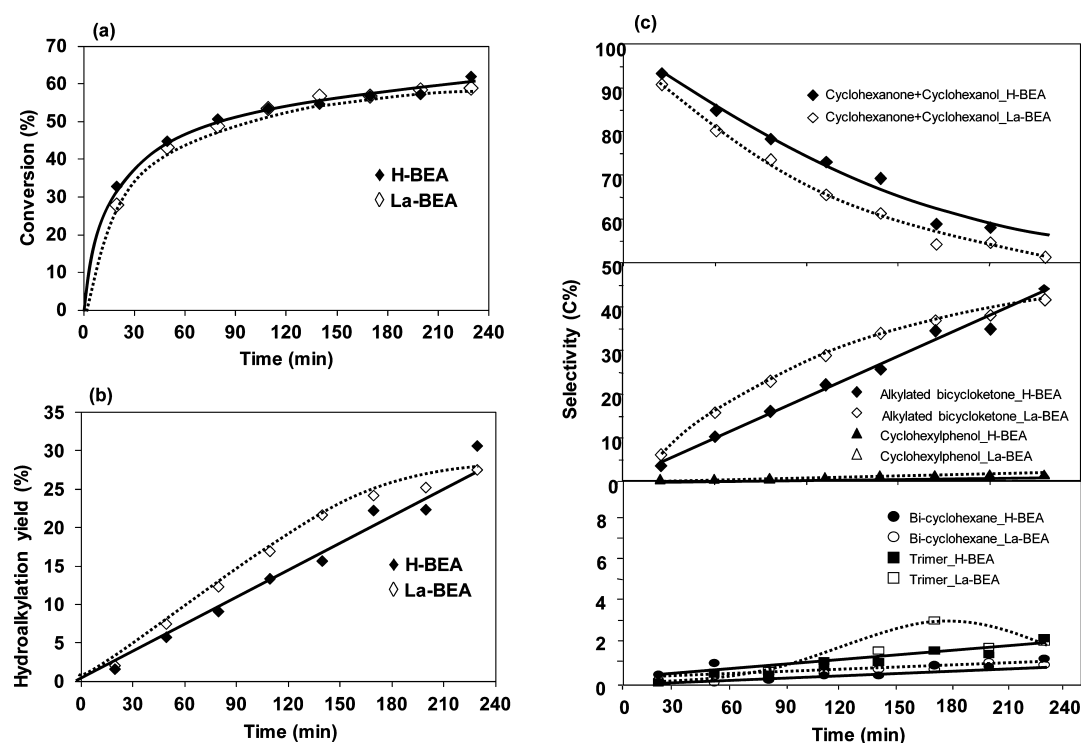 (a)
70
60
50
40
30
20
10
0
Conversion (%)
H-BEA
La-BEA
0 30 60 90 120 150 180 210 240
Time (min)
(b)
35
30
25
20
15
10
5
0
Hydroalkylation yield (%)
H-BEA
La-BEA
0 30 60 90 120 150 180 210 240
Time (min)
(c)
Selectivity (C%)
100
90
80
70
60
Cyclohexanone+Cyclohexanol_H-BEA
Cyclohexanone+Cyclohexanol_La-BEA
50
40
30
20
10
0
Alkylated bicycloketone_H-BEA
Alkylated bicycloketone_La-BEA
Cyclohexylphenol_H-BEA
Cyclohexylphenol_La-BEA
8
6
4
2
0
Bi-cyclohexane_H-BEA
Bi-cyclohexane_La-BEA
Trimer_H-BEA
Trimer_La-BEA
0 30 60 90 120 150 180 210 240
Time (min)